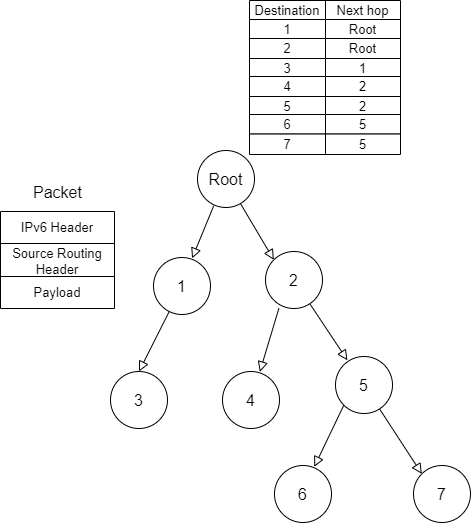 Destination Next hop
1 Root
2 Root
3 1
4 2
5 2
6 5
7 5
Root
Packet
IPv6 Header
Source Routing
Header
Payload
1
2
3
4
5
6
7